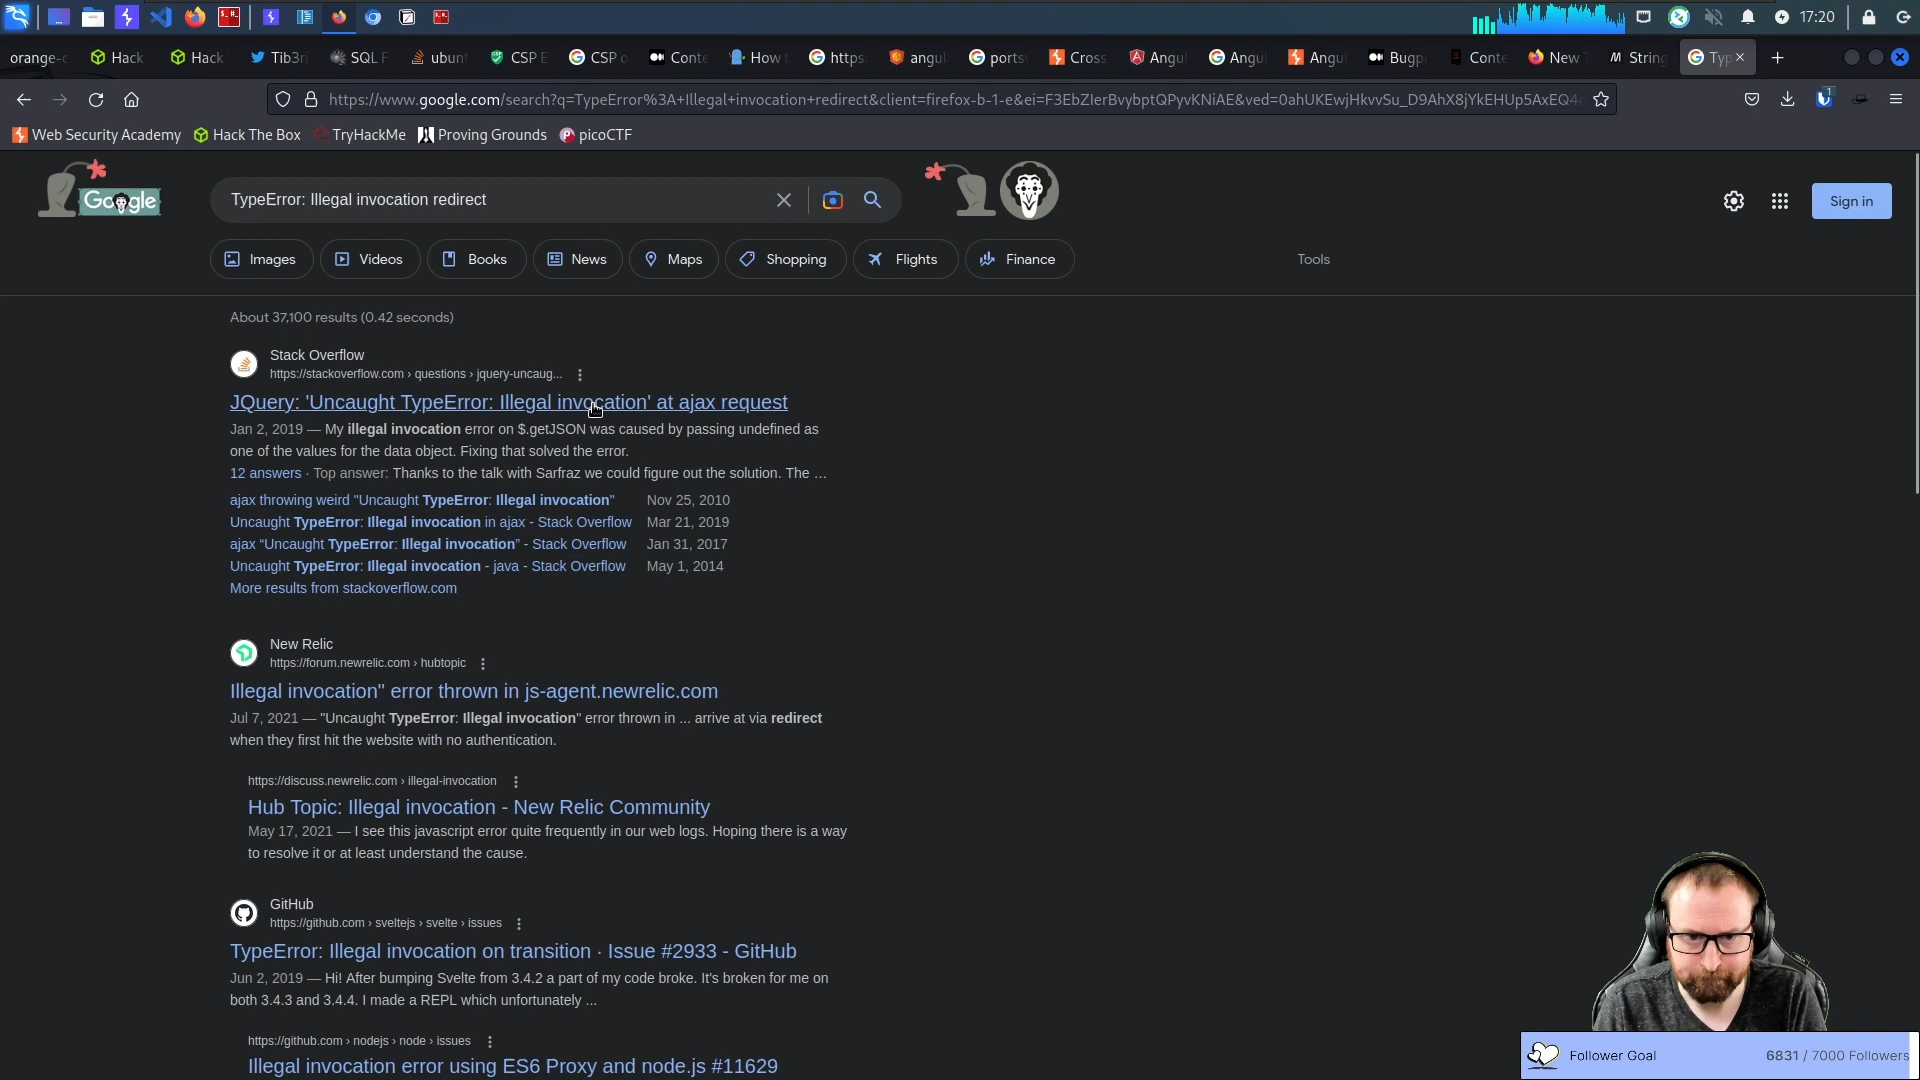 17:20
orange-c
Hack
Hack
Tib3ri
SQL F
ubunt
CSP E
CSP o
Conte
How t
https:
angul
ports
Cross
Angu
Angul
Angul
Bugp
Conte
New T
String
Typ
https://www.google.com/search?q=TypeError%3A+Illegal+invocation+redirect&client=firefox-b-1-e&ei=F3EbZIerBvybptQPyvKNiAE&ved=0ahUKEwjHkvvSu_D9AhX8jYkEHUp5AxEQ4
1
Web Security Academy
Hack The Box
TryHackMe
Proving Grounds
picoCTF
Google
TypeError: Illegal invocation redirect
Sign in
Images
Videos
Books
News
Maps
Shopping
Flights
Finance
Tools
About 37,100 results (0.42 seconds)
Stack Overflow
https://stackoverflow.com › questions › jquery-uncaug...
JQuery: 'Uncaught TypeError: Illegal invocation' at ajax request
Jan 2, 2019 — My illegal invocation error on $.getJSON was caused by passing undefined as
one of the values for the data object. Fixing that solved the error.
12 answers · Top answer: Thanks to the talk with Sarfraz we could figure out the solution. The ...
ajax throwing weird "Uncaught TypeError: Illegal invocation" Nov 25, 2010
Uncaught TypeError: Illegal invocation in ajax - Stack Overflow Mar 21, 2019
ajax “Uncaught TypeError: Illegal invocation” - Stack Overflow Jan 31, 2017
Uncaught TypeError: Illegal invocation - java - Stack Overflow May 1, 2014
More results from stackoverflow.com
New Relic
https://forum.newrelic.com › hubtopic
Illegal invocation" error thrown in js-agent.newrelic.com
Jul 7, 2021 — "Uncaught TypeError: Illegal invocation" error thrown in ... arrive at via redirect
when they first hit the website with no authentication.
https://discuss.newrelic.com › illegal-invocation
Hub Topic: Illegal invocation - New Relic Community
May 17, 2021 — I see this javascript error quite frequently in our web logs. Hoping there is a way
to resolve it or at least understand the cause.
GitHub
https://github.com › sveltejs › svelte › issues
TypeError: Illegal invocation on transition · Issue #2933 - GitHub
Jun 2, 2019 — Hi! After bumping Svelte from 3.4.2 a part of my code broke. It's broken for me on
both 3.4.3 and 3.4.4. I made a REPL which unfortunately ...
https://github.com › nodejs › node › issues
Illegal invocation error using ES6 Proxy and node.js #11629
Follower Goal
6831 / 7000 Followers